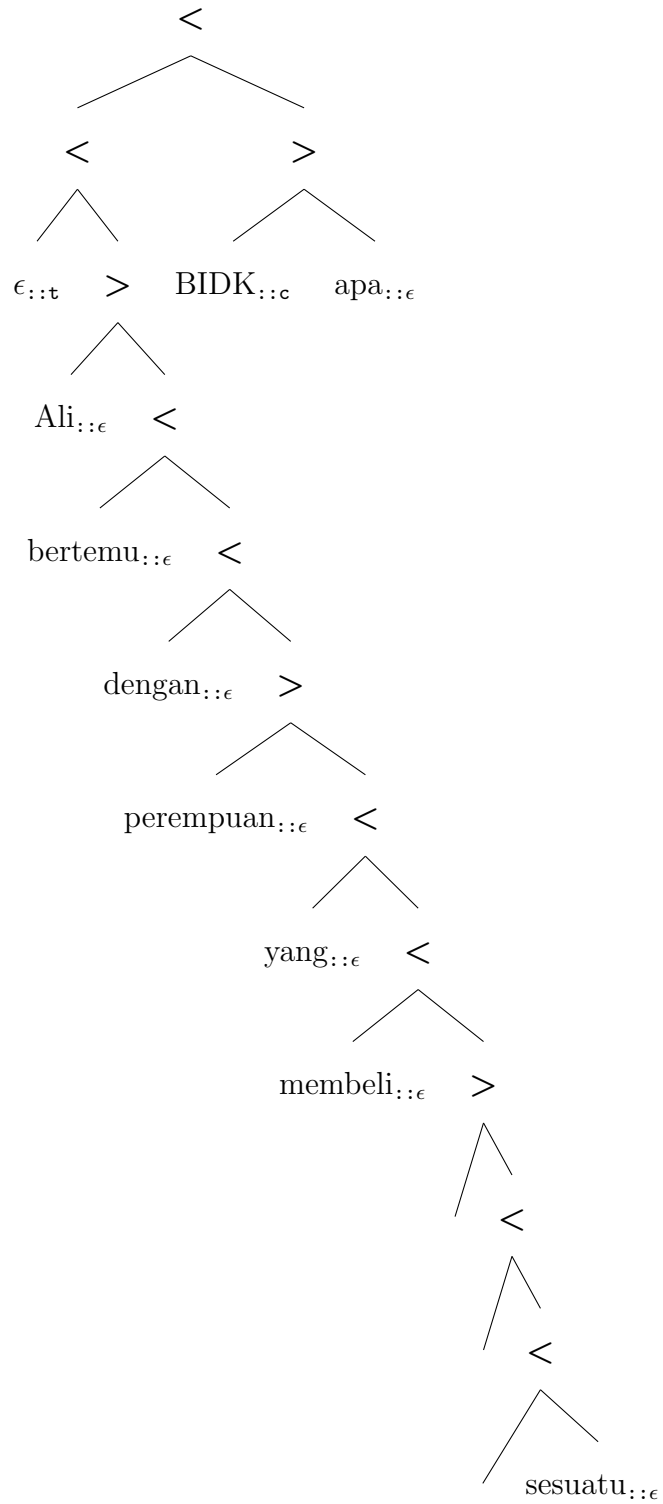 <
< >
ϵ::t > BIDK::c apa::ϵ
Ali::ϵ <
bertemu::ϵ <
dengan::ϵ >
perempuan::ϵ <
yang::ϵ <
membeli::ϵ >
<
<
sesuatu::ϵ